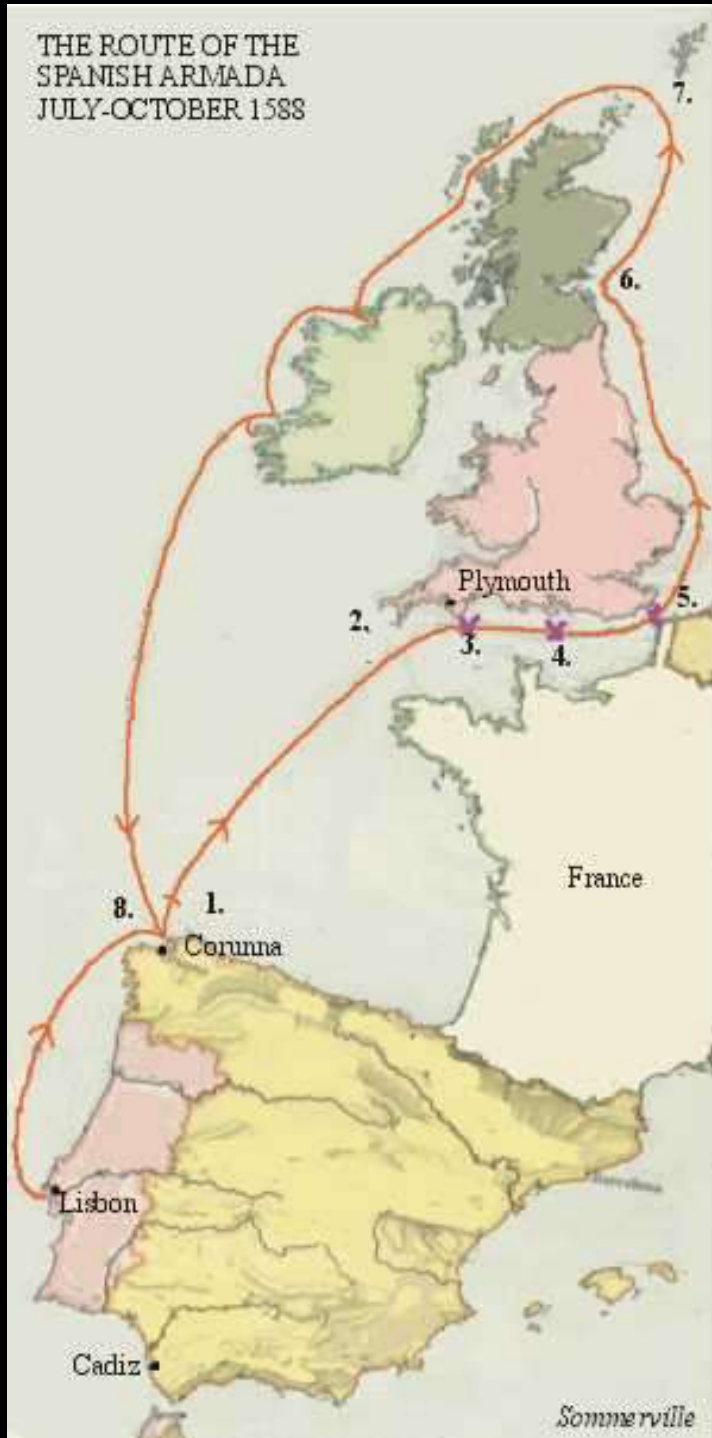 THE ROUTE OF THE
SPANISH ARMADA
JULY-OCTOBER 1588
7.
6.
Plymouth
2.
3.
4.
5.
France
8.
1.
Corunna
Lisbon
Barcelona
Cadiz
Sommerville